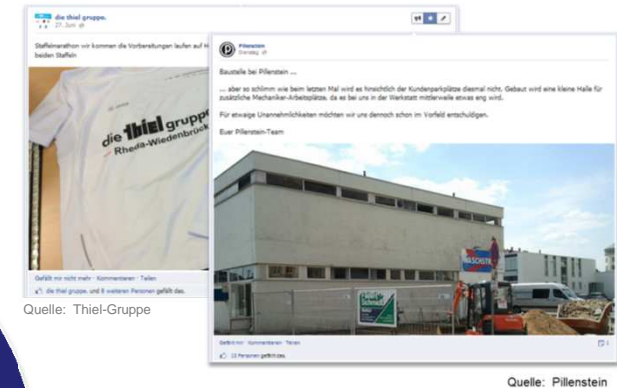 die thiel gruppe.
27. Juni
Staffelmarathon wir kommen die Vorbereitungen laufen auf H
beiden Staffeln
die thiel gruppe
Rheda-Wiedenbrück
Gefällt mir nicht mehr · Kommentieren · Teilen
die thiel gruppe. und 8 weiteren Personen gefällt das.
Quelle: Thiel-Gruppe
Pillenstein
Dienstag
Baustelle bei Pillenstein ...
... aber so schlimm wie beim letzten Mal wird es hinsichtlich der Kundenparkplätze diesmal nicht. Gebaut wird eine kleine Halle für
zusätzliche Mechaniker-Arbeitsplätze, da es bei uns in der Werkstatt mittlerweile etwas eng wird.
Für etwaige Unannehmlichkeiten möchten wir uns dennoch schon im Vorfeld entschuldigen.
Euer Pillenstein-Team
WASCHSTR
Gefällt mir · Kommentieren · Teilen
Personen gefällt das.
Quelle: Pillenstein